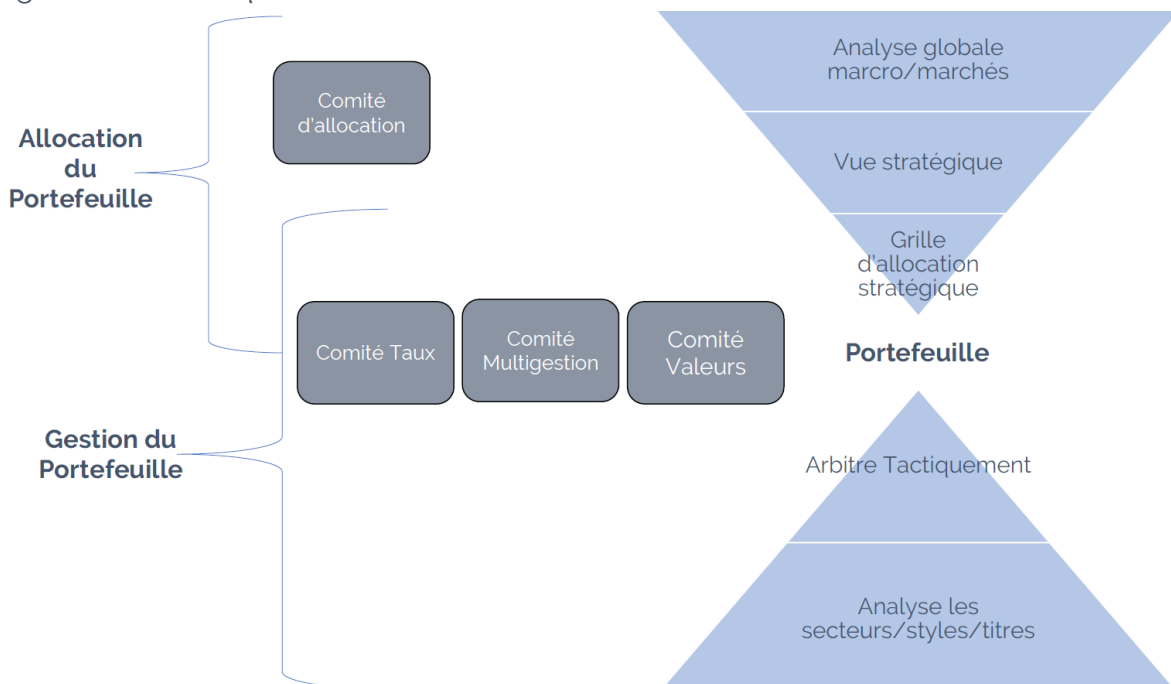 Analyse globale
marcro/marchés
Comité
d'allocation
Allocation
du
Portefeuille
Vue stratégique
Grille
d'allocation
stratégique
Comité Taux
Comité
Multigestion
Comité
Valeurs
Portefeuille
Gestion du
Portefeuille
Arbitre Tactiquement
Analyse les
secteurs/styles/titres